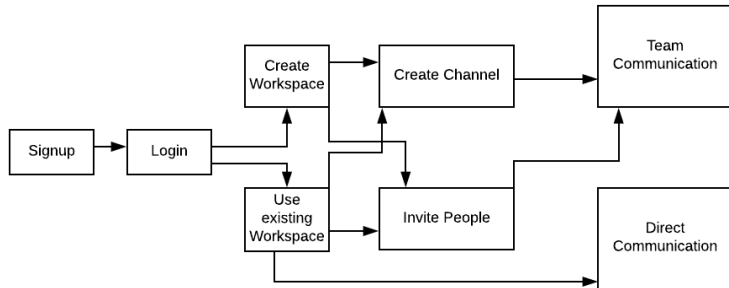 Signup
Login
Create
Workspace
Use
existing
Workspace
Create Channel
Invite People
Team
Communication
Direct
Communication